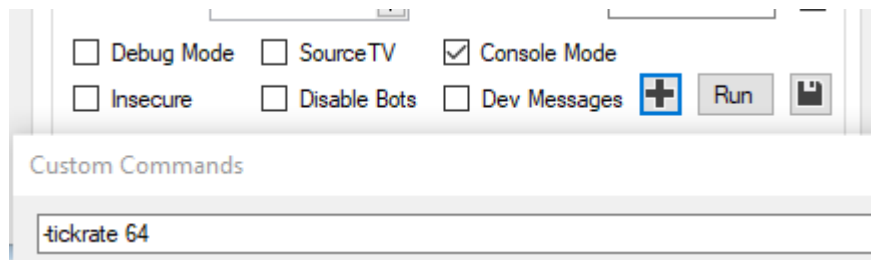 Debug Mode SourceTV Console Mode
Insecure Disable Bots Dev Messages Run
Custom Commands
-tickrate 64